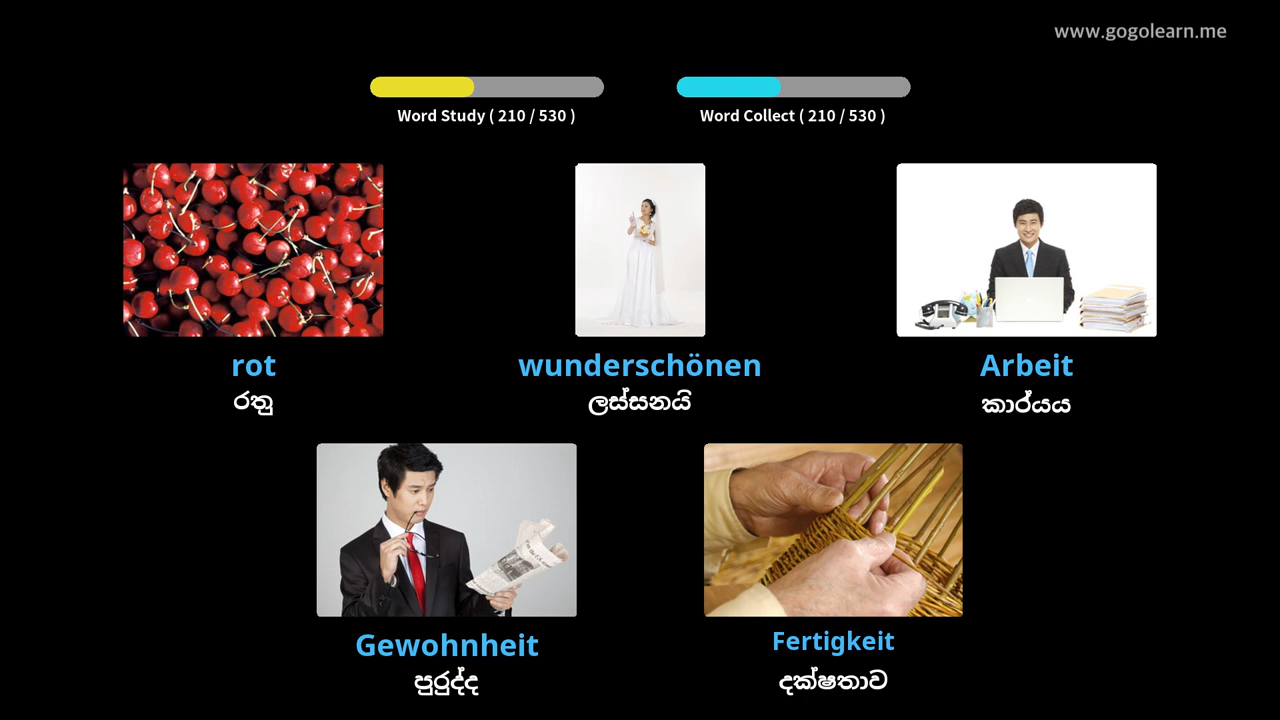 www.gogolearn.me
Word Study ( 210 / 530 )
Word Collect ( 210 / 530 )
rot
රතු
wunderschönen
ලස්සනයි
Arbeit
කාර්යය
Gewohnheit
පුරුද්ද
Fertigkeit
දක්ෂතාව